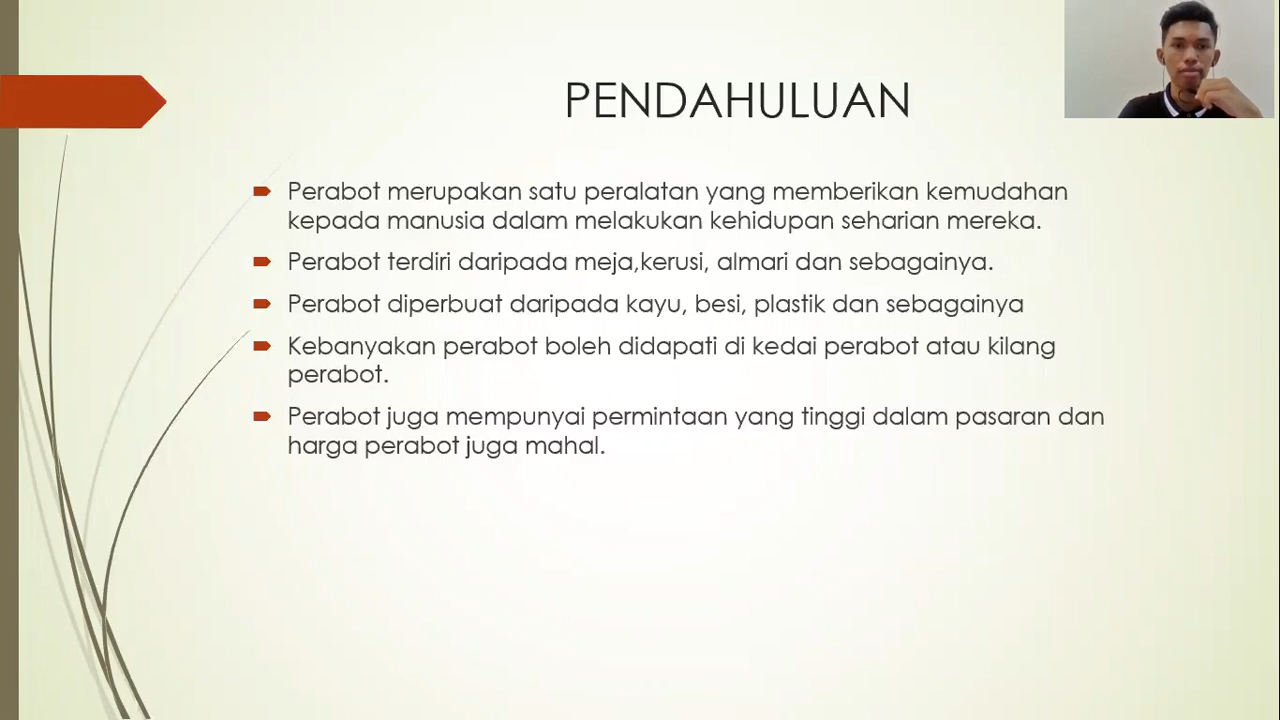 PENDAHULUAN
Perabot merupakan satu peralatan yang memberikan kemudahan
kepada manusia dalam melakukan kehidupan seharian mereka.
Perabot terdiri daripada meja,kerusi, almari dan sebagainya.
Perabot diperbuat daripada kayu, besi, plastik dan sebagainya
Kebanyakan perabot boleh didapati di kedai perabot atau kilang
perabot.
Perabot juga mempunyai permintaan yang tinggi dalam pasaran dan
harga perabot juga mahal.